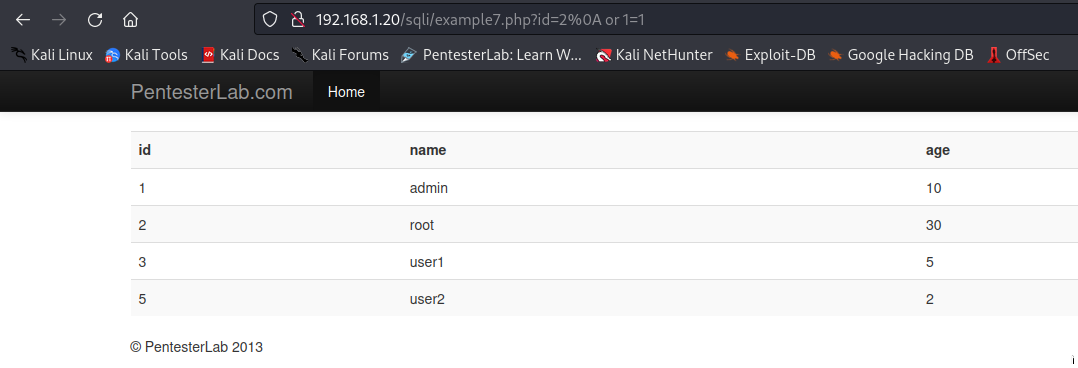 192.168.1.20/sqli/example7.php?id=2%0A or 1=1
Kali Linux Kali Tools Kali Docs Kali Forums PentesterLab: Learn W... Kali NetHunter Exploit-DB Google Hacking DB OffSec
PentesterLab.com Home
id name age
1 admin 10
2 root 30
3 user1 5
5 user2 2
© PentesterLab 2013